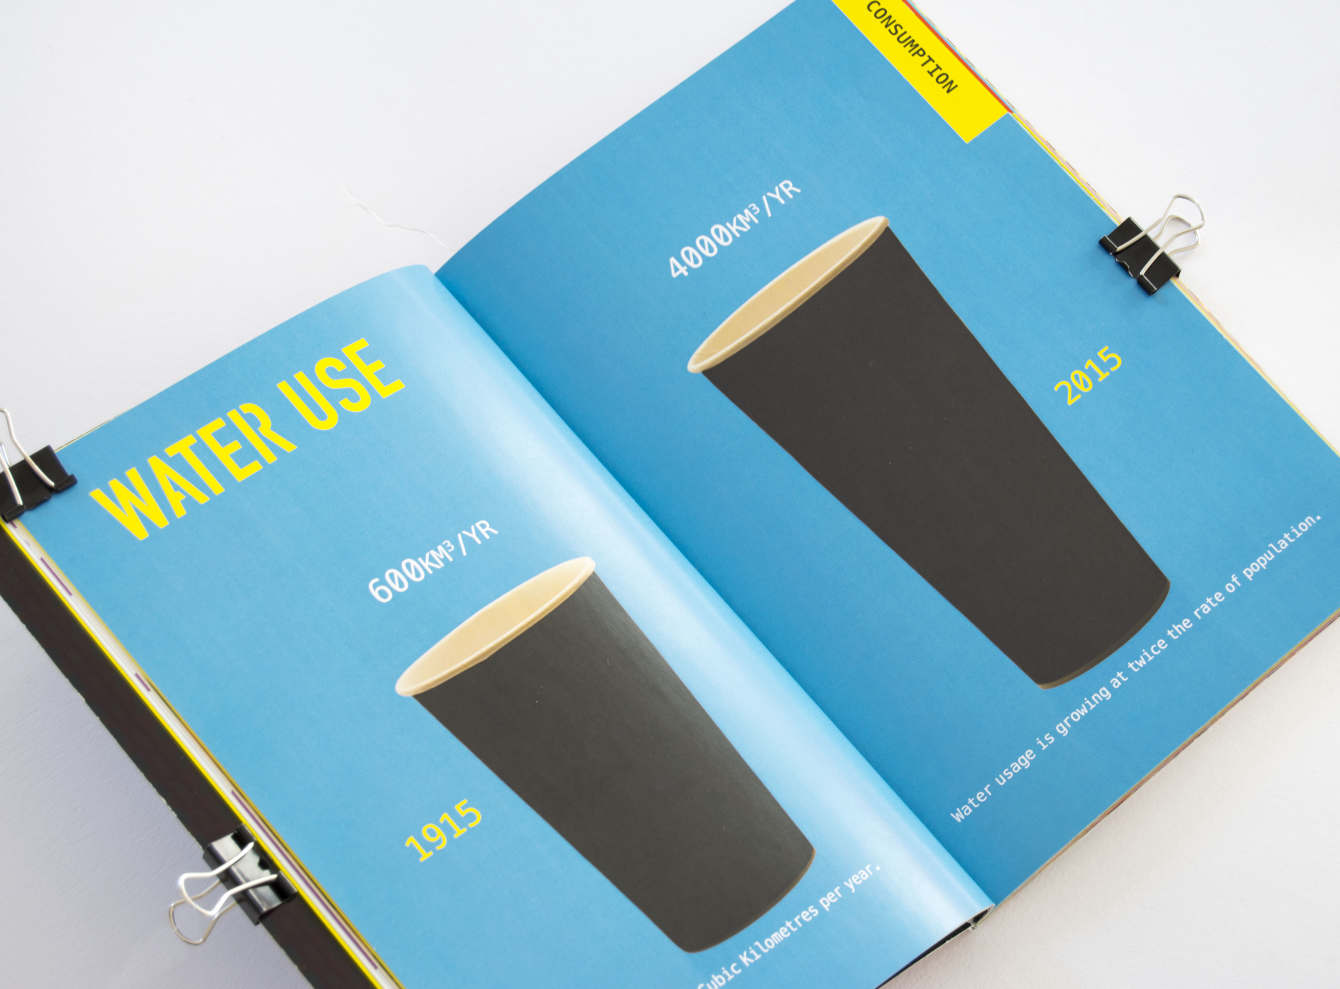 WATER USE
600KM³/YR
1915
Cubic Kilometres per year.
CONSUMPTION
4000KM³/YR
2015
Water usage is growing at twice the rate of population.